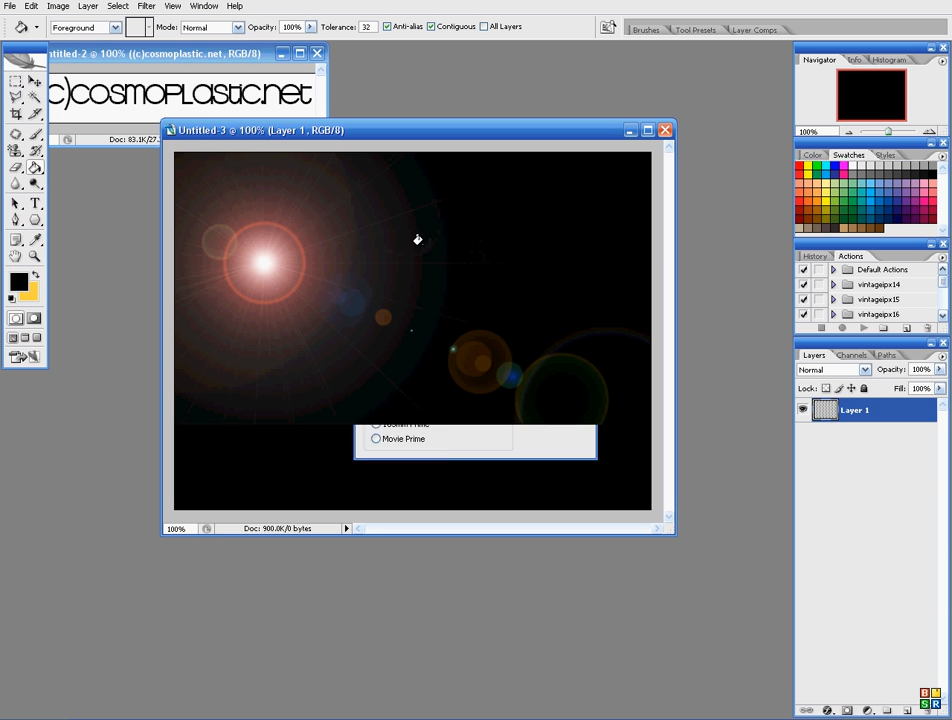 File Edit Image Layer Select Filter View Window Help
Foreground Mode: Normal Opacity: 100% Tolerance: 32 Anti-alias Contiguous All Layers
Brushes Tool Presets Layer Comps
ntitled-2 @ 100% ((c)cosmoplastic.net, RGB/8)
c)cosmoplastic.net
Doc: 83.1K/27.
Untitled-3 @ 100% (Layer 1, RGB/8)
Movie Prime
100% Doc: 900.0K/0 bytes
Navigator Info Histogram
100%
Color Swatches Styles
History Actions
Default Actions
vintageipx14
vintageipx15
vintageipx16
Layers Channels Paths
Normal Opacity: 100%
Lock: Fill: 100%
Layer 1
B
S R